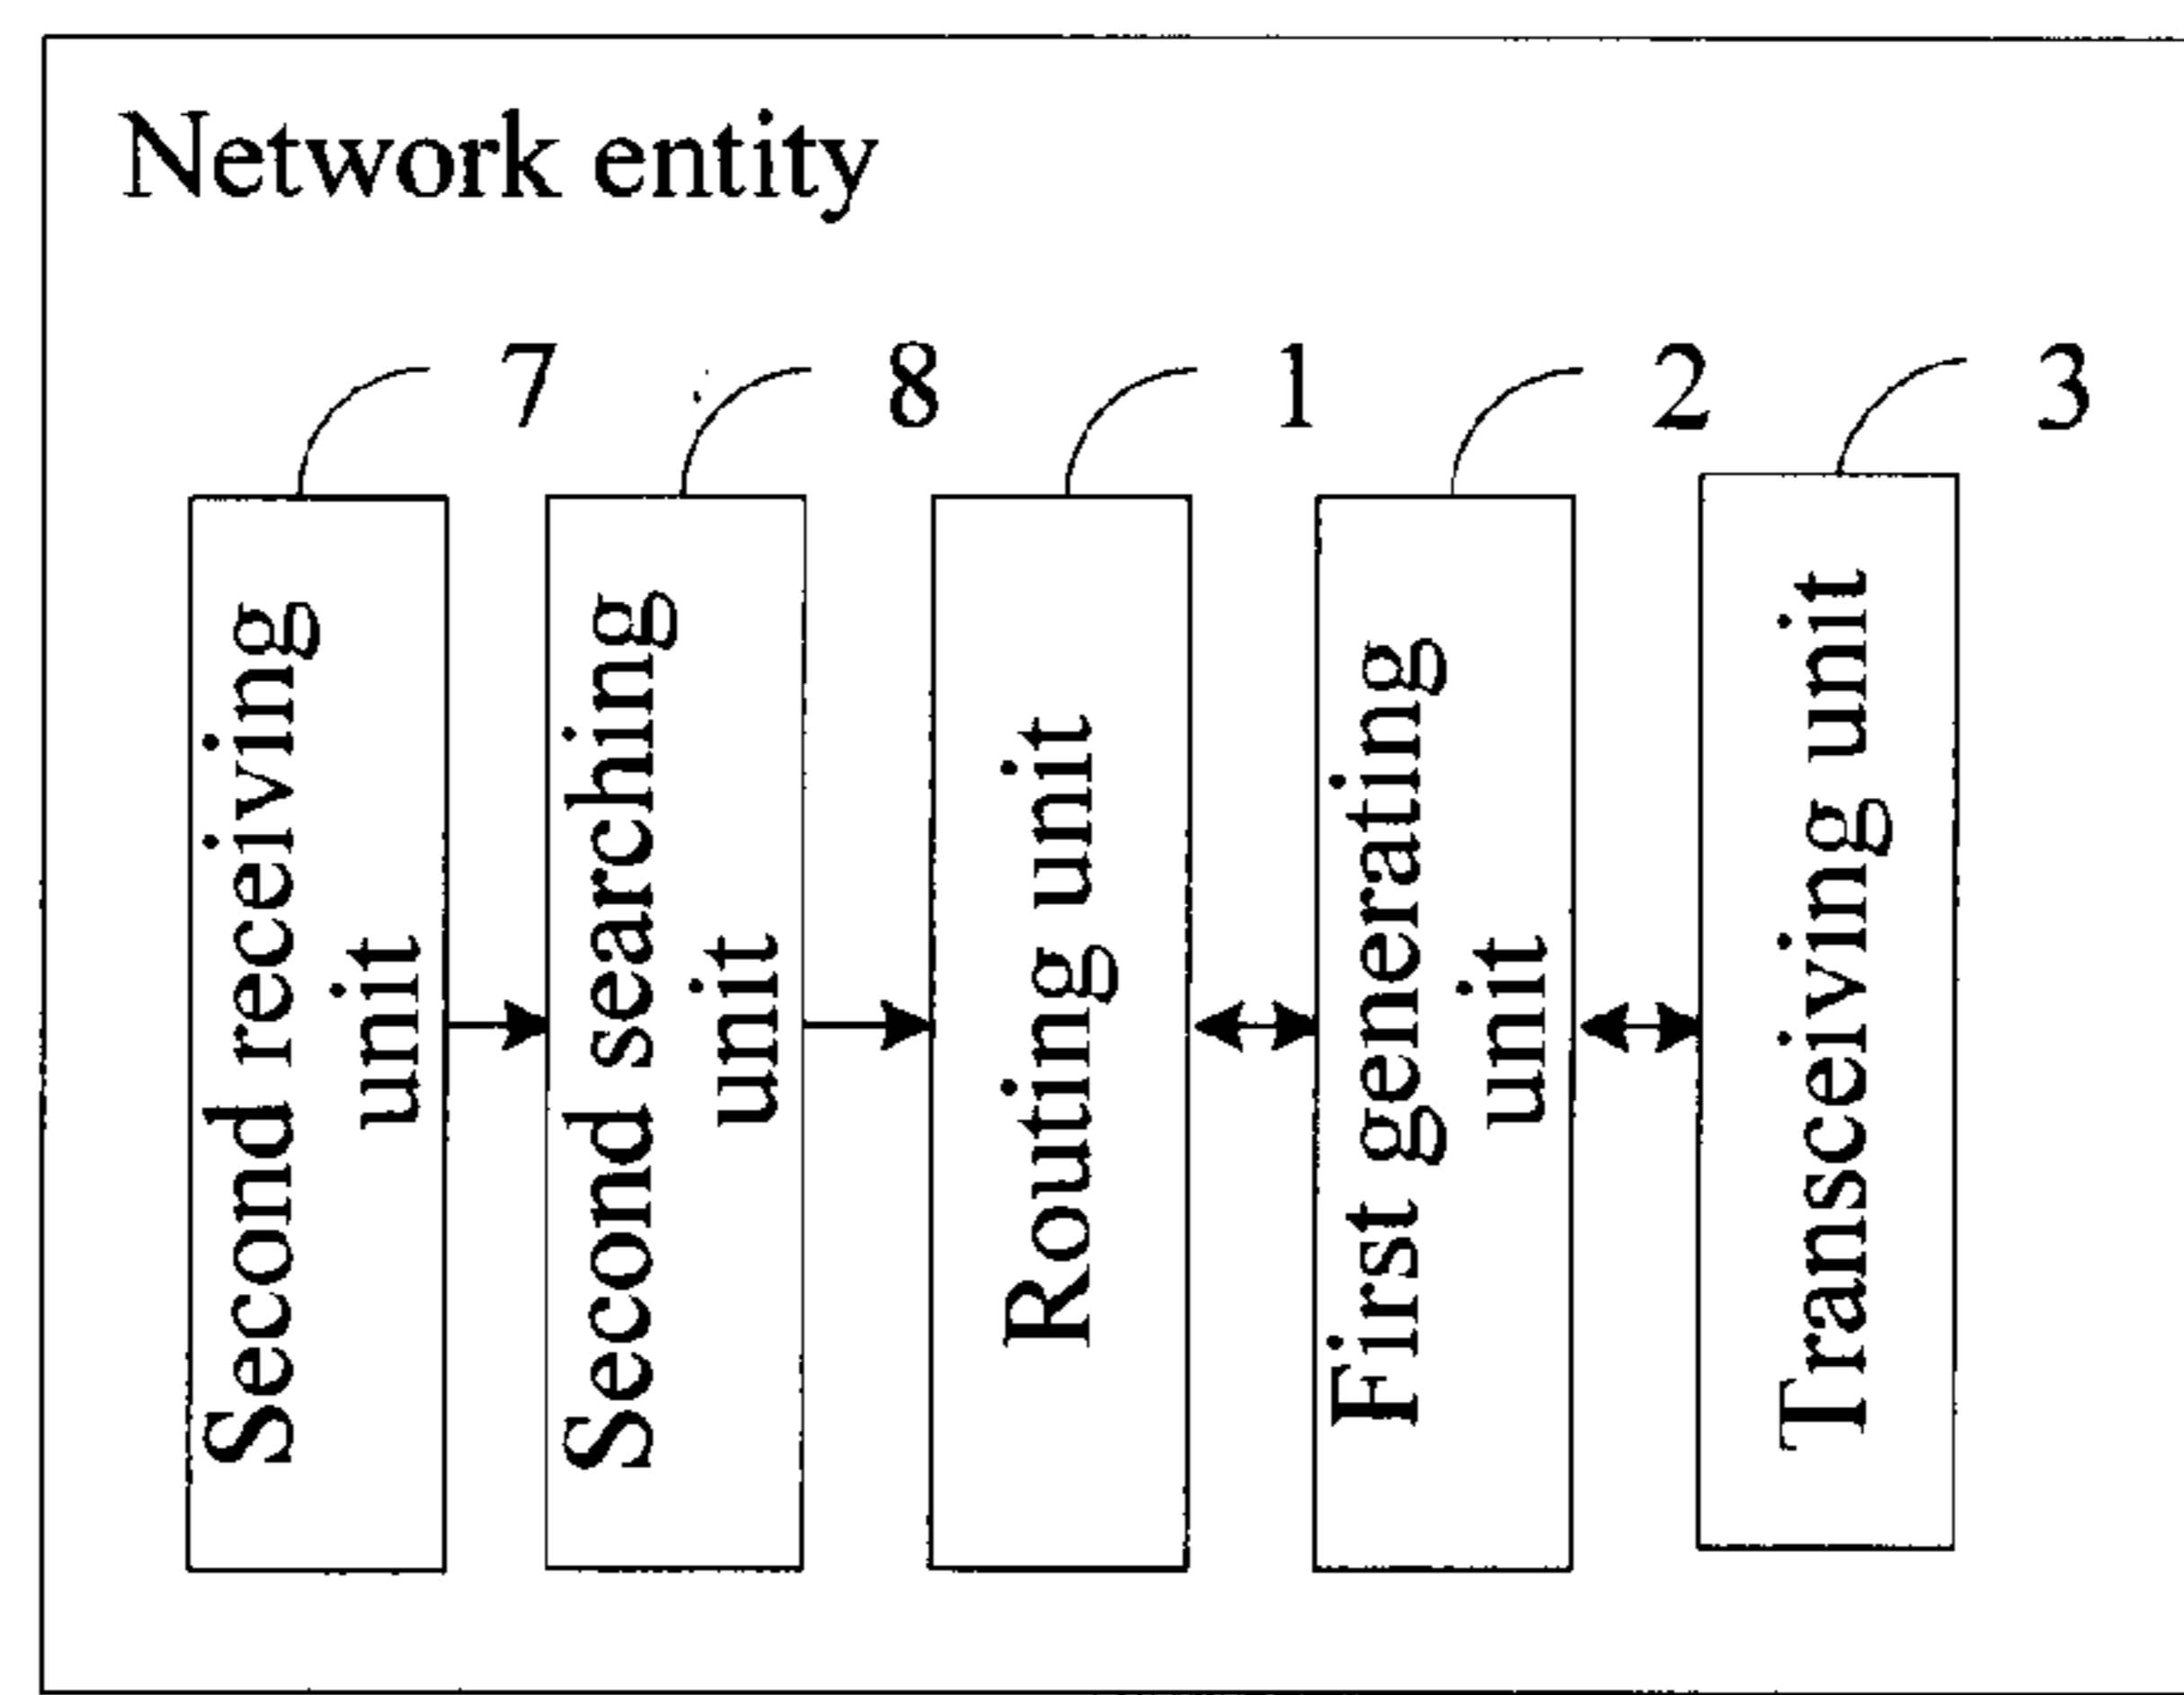 Network entity
7
8
1
2
3
Second receiving
unit
Second searching
unit
Routing unit
First generating
unit
Transceiving unit